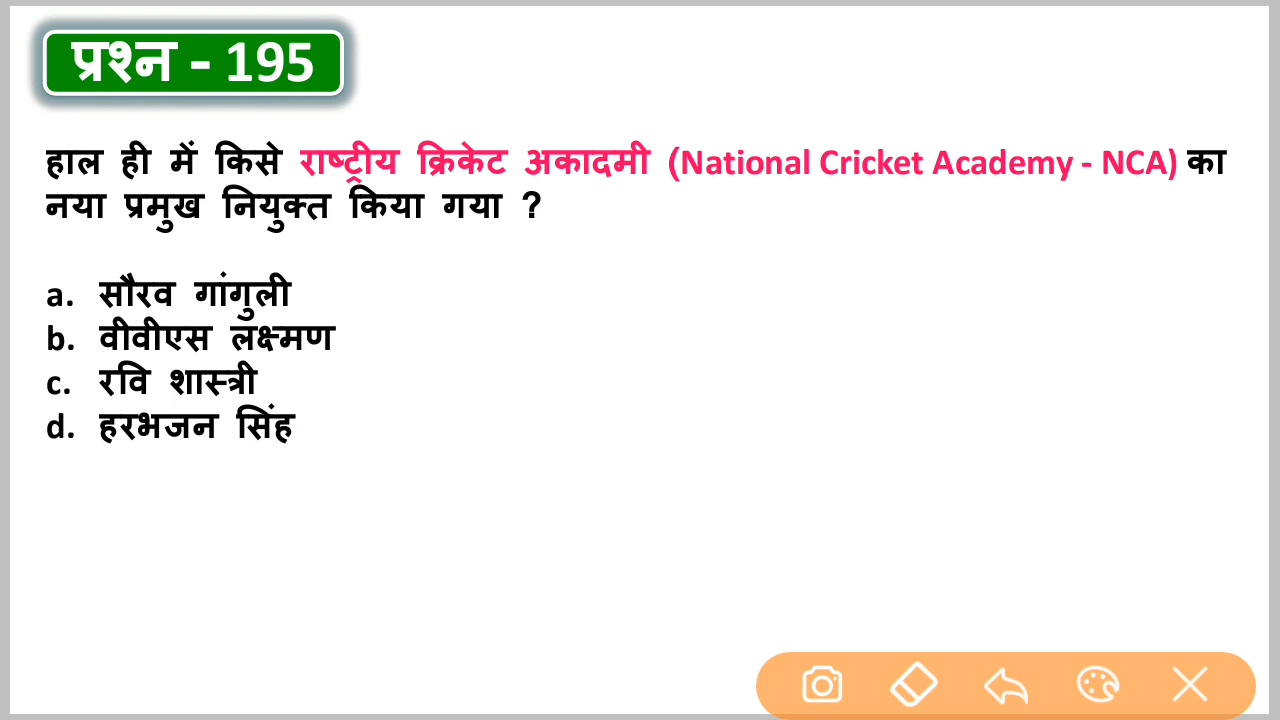 प्रश्न - 195
हाल ही में किसे राष्ट्रीय क्रिकेट अकादमी (National Cricket Academy - NCA) का
नया प्रमुख नियुक्त किया गया ?
a. सौरव गांगुली
b. वीवीएस लक्ष्मण
c. रवि शास्त्री
d. हरभजन सिंह